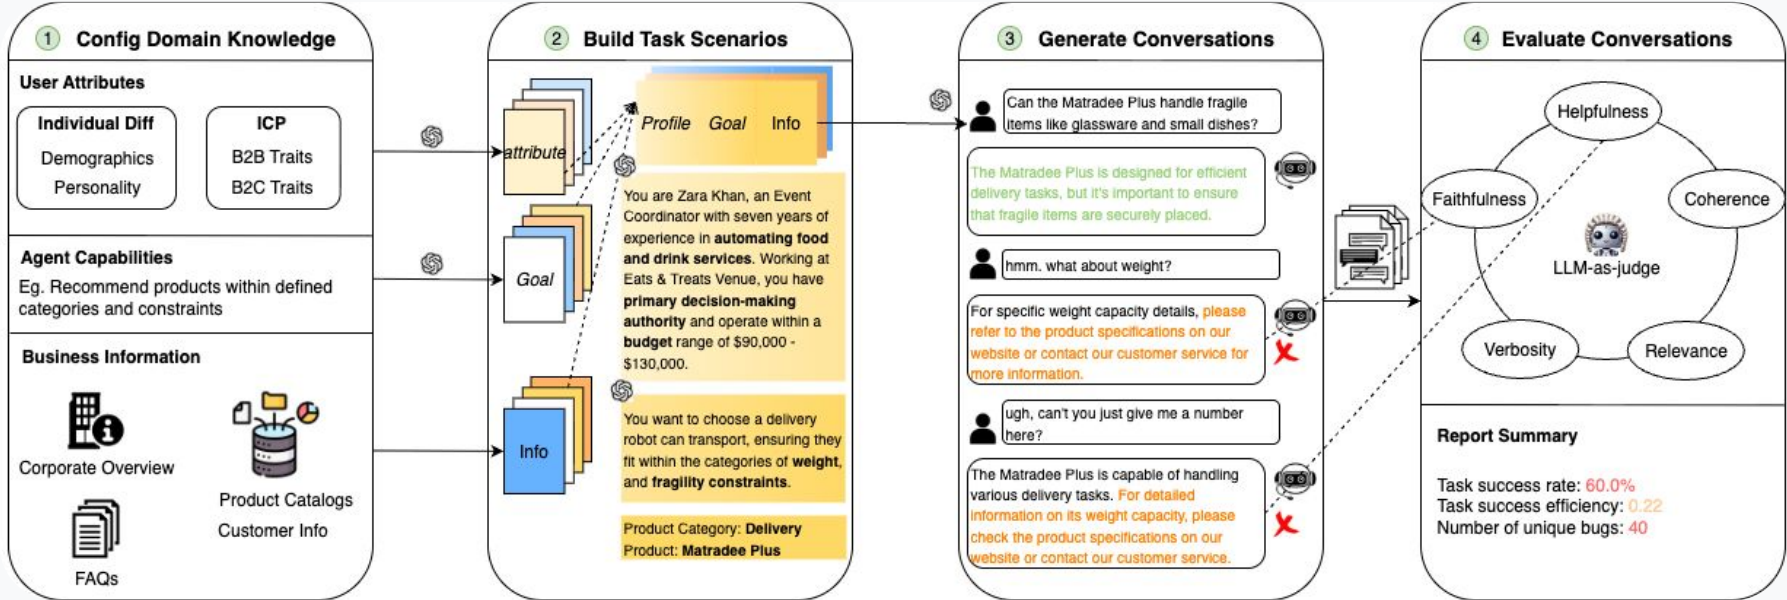 1 Config Domain Knowledge
User Attributes
Individual Diff
Demographics
Personality
ICP
B2B Traits
B2C Traits
Agent Capabilities
Eg. Recommend products within defined
categories and constraints
Business Information
Corporate Overview
FAQs
Product Catalogs
Customer Info
2 Build Task Scenarios
attribute
Goal
Info
Profile Goal Info
You are Zara Khan, an Event
Coordinator with seven years of
experience in automating food
and drink services. Working at
Eats & Treats Venue, you have
primary decision-making
authority and operate within a
budget range of $90,000 -
$130,000.
You want to choose a delivery
robot can transport, ensuring they
fit within the categories of weight,
and fragility constraints.
Product Category: Delivery
Product: Matradee Plus
3 Generate Conversations
Can the Matradee Plus handle fragile
items like glassware and small dishes?
The Matradee Plus is designed for efficient
delivery tasks, but it's important to ensure
that fragile items are securely placed.
hmm. what about weight?
For specific weight capacity details, please
refer to the product specifications on our
website or contact our customer service for
more information.
ugh, can't you just give me a number
here?
The Matradee Plus is capable of handling
various delivery tasks. For detailed
information on its weight capacity, please
check the product specifications on our
website or contact our customer service.
4 Evaluate Conversations
Helpfulness
Faithfulness
Coherence
LLM-as-judge
Verbosity
Relevance
Report Summary
Task success rate: 60.0%
Task success efficiency: 0.22
Number of unique bugs: 40